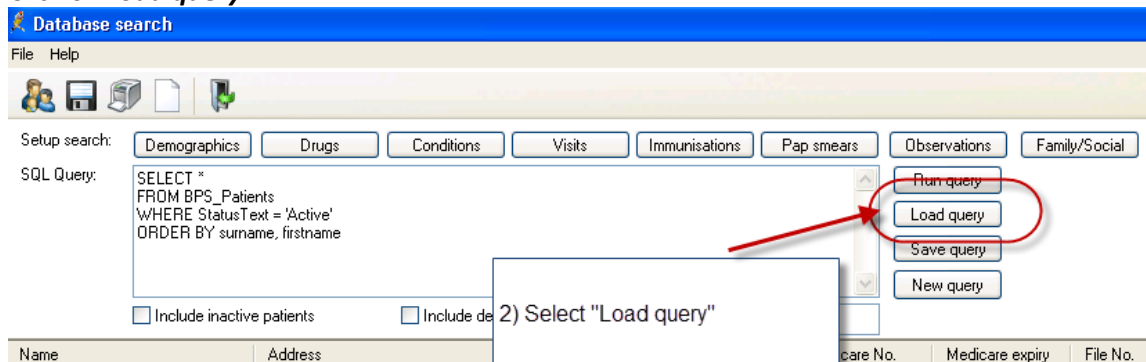 Database search
File Help
Setup search: Demographics Drugs Conditions Visits Immunisations Pap smears Observations Family/Social
SQL Query:
SELECT *
FROM BPS_Patients
WHERE StatusText = 'Active'
ORDER BY surname, firstname
Run query
Load query
Save query
New query
2) Select "Load query"
Include inactive patients Include de
Name Address care No. Medicare expiry File No.